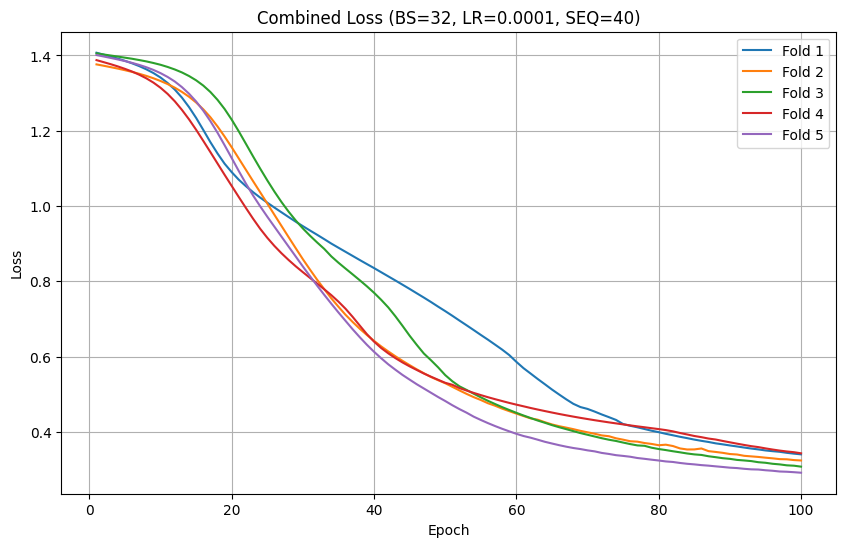 Combined Loss (BS=32, LR=0.0001, SEQ=40)
Fold 1
Fold 2
Fold 3
Fold 4
Fold 5
Loss
1.4
1.2
1.0
0.8
0.6
0.4
0 20 40 60 80 100
Epoch